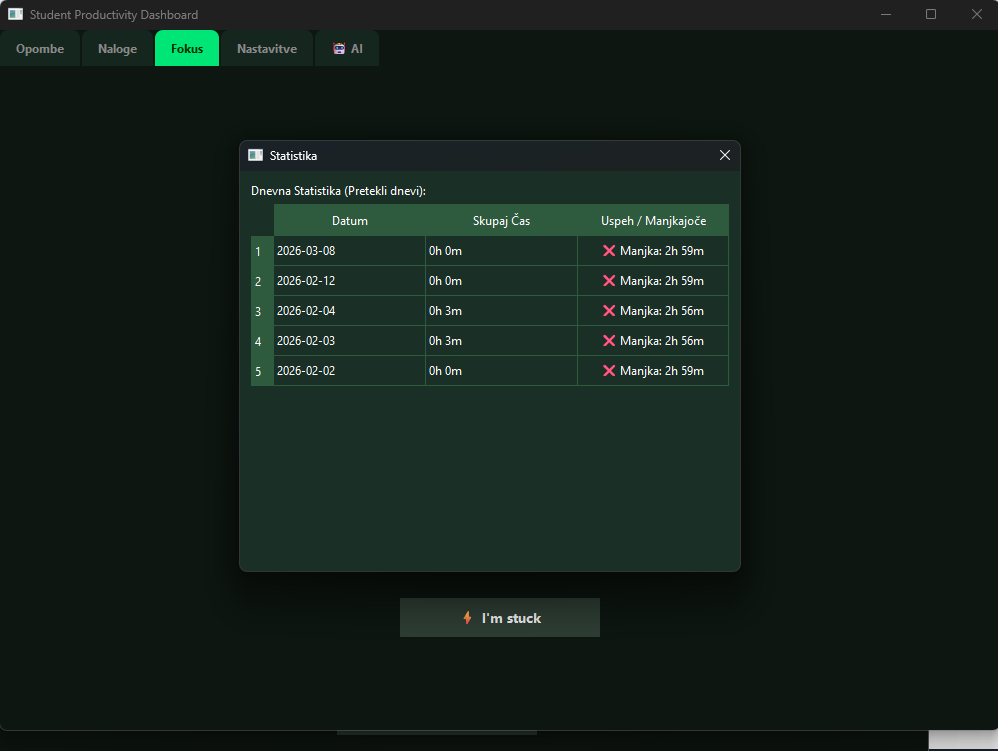 Student Productivity Dashboard
Opombe Naloge Fokus Nastavitve 🤖 AI
Statistika
Dnevna Statistika (Pretekli dnevi):
Datum Skupaj Čas Uspeh / Manjkajoče
1 2026-03-08 0h 0m ❌ Manjka: 2h 59m
2 2026-02-12 0h 0m ❌ Manjka: 2h 59m
3 2026-02-04 0h 3m ❌ Manjka: 2h 56m
4 2026-02-03 0h 3m ❌ Manjka: 2h 56m
5 2026-02-02 0h 0m ❌ Manjka: 2h 59m
⚡ I'm stuck